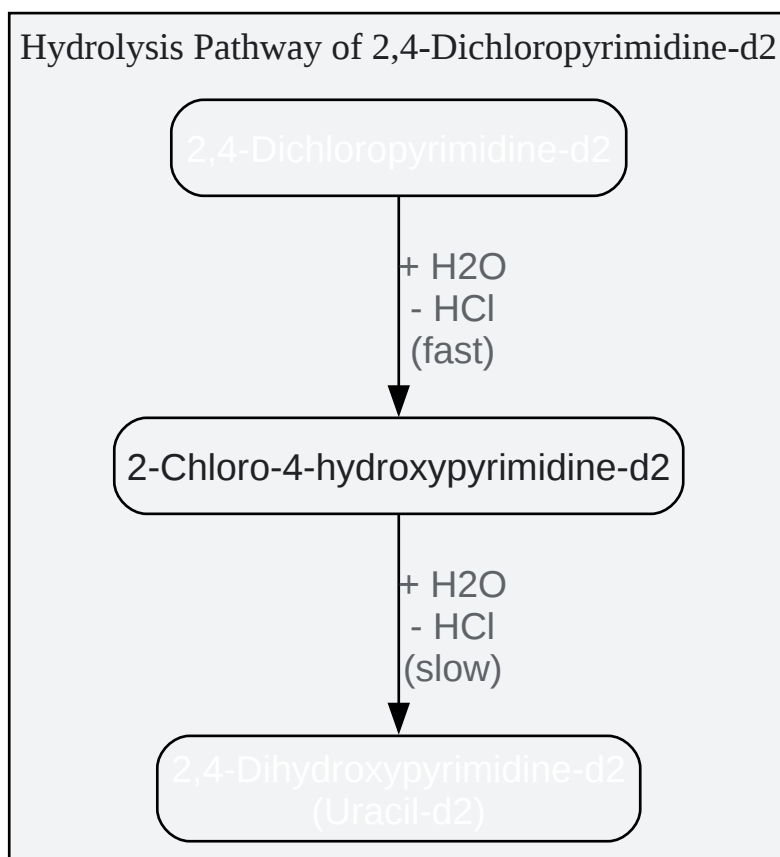 Hydrolysis Pathway of 2,4-Dichloropyrimidine-d2
2,4-Dichloropyrimidine-d2
+ H2O
- HCl
(fast)
2-Chloro-4-hydroxypyrimidine-d2
+ H2O
- HCl
(slow)
2,4-Dihydroxypyrimidine-d2
(Uracil-d2)